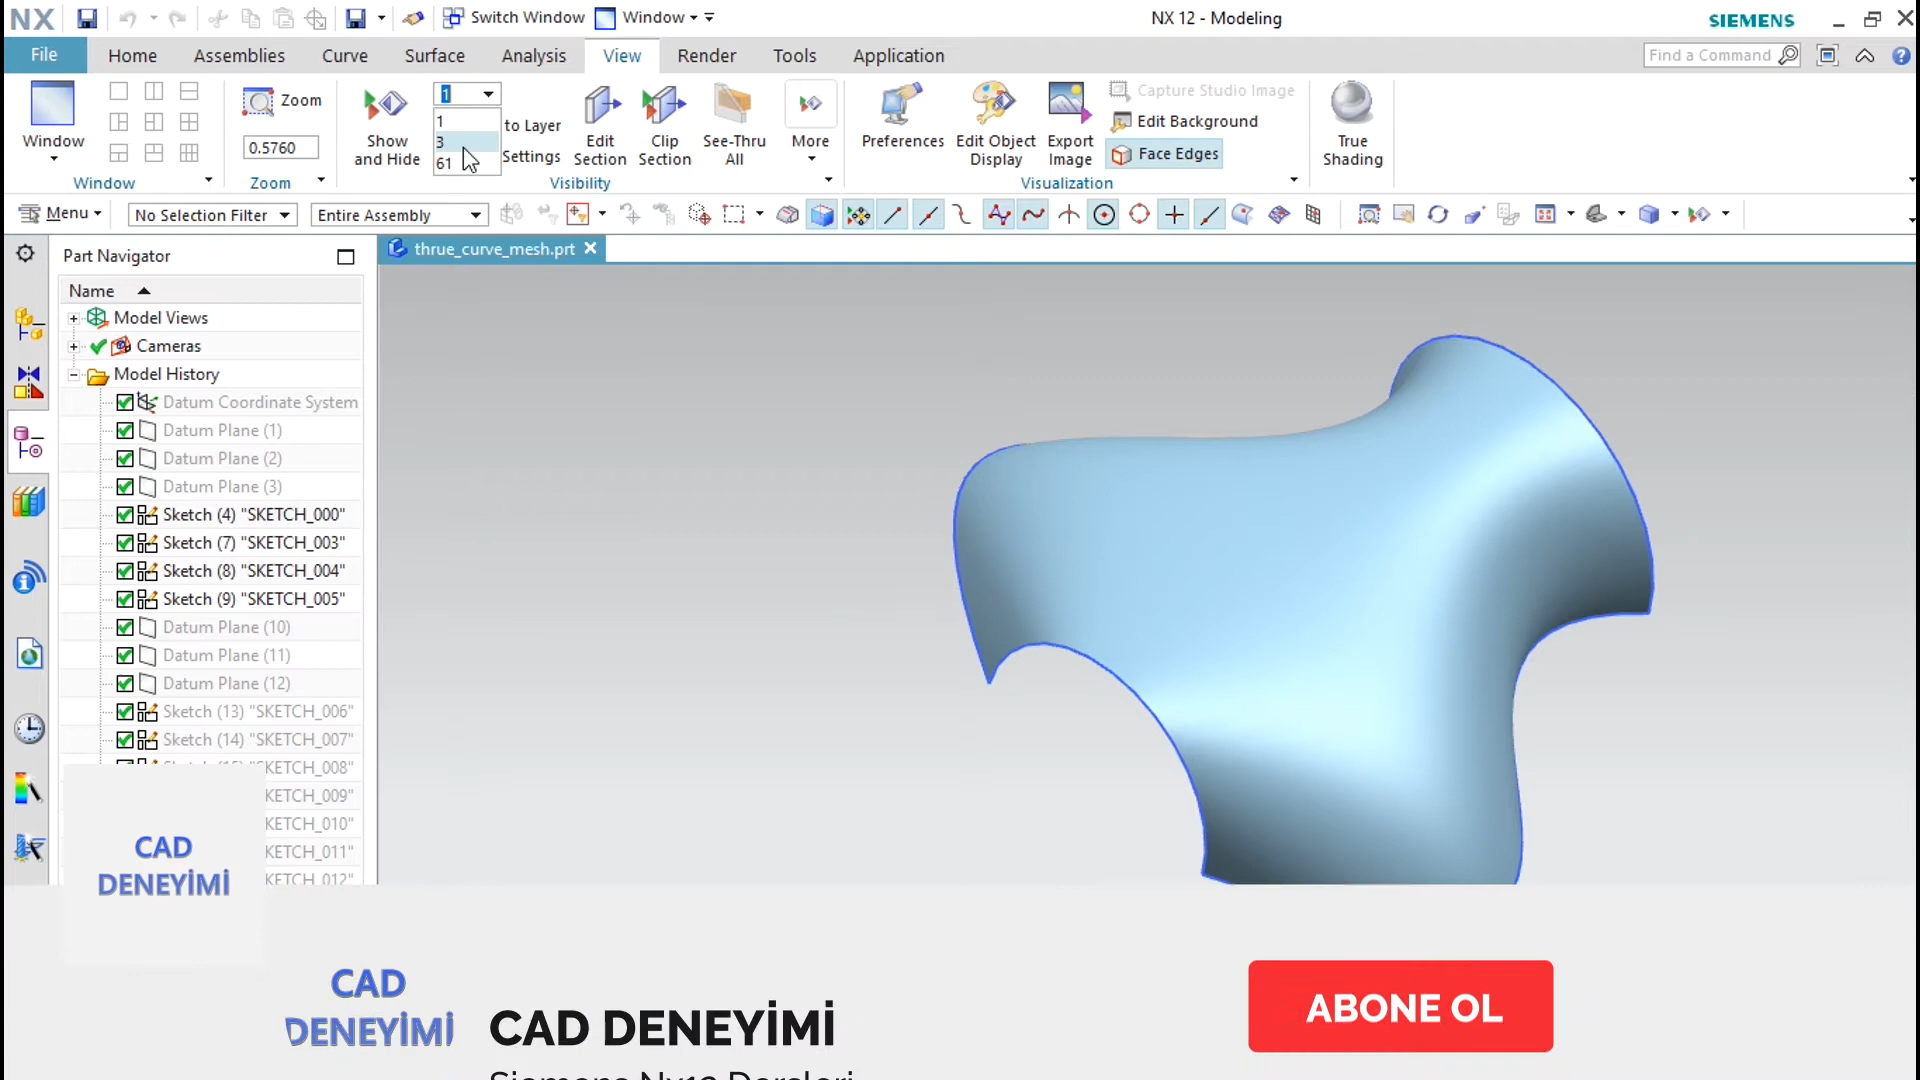 NX
Switch Window
Window
NX 12 - Modeling
SIEMENS
File
Home
Assemblies
Curve
Surface
Analysis
View
Render
Tools
Application
Find a Command
Window
Zoom
0.5760
Show and Hide
1
1
3
61
to Layer
Settings
Edit Section
Clip Section
See-Thru All
More
Preferences
Edit Object Display
Export Image
Capture Studio Image
Edit Background
Face Edges
True Shading
Window
Zoom
Visibility
Visualization
Menu
No Selection Filter
Entire Assembly
Part Navigator
thrue_curve_mesh.prt
Name
Model Views
Cameras
Model History
Datum Coordinate System
Datum Plane (1)
Datum Plane (2)
Datum Plane (3)
Sketch (4) "SKETCH_000"
Sketch (7) "SKETCH_003"
Sketch (8) "SKETCH_004"
Sketch (9) "SKETCH_005"
Datum Plane (10)
Datum Plane (11)
Datum Plane (12)
Sketch (13) "SKETCH_006"
Sketch (14) "SKETCH_007"
Sketch (15) "SKETCH_008"
KETCH_009"
KETCH_010"
KETCH_011"
KETCH_012"
CAD
DENEYİMİ
CAD
DENEYİMİ
CAD DENEYİMİ
ABONE OL